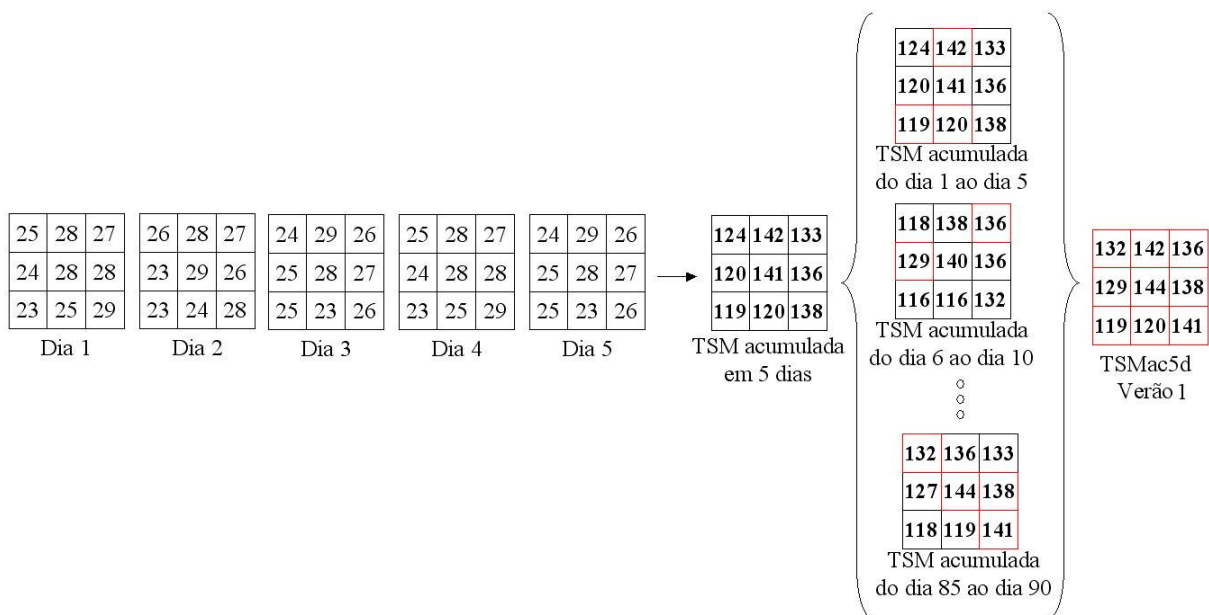 25 28 27
24 28 28
23 25 29
Dia 1
26 28 27
23 29 26
23 24 28
Dia 2
24 29 26
25 28 27
25 23 26
Dia 3
25 28 27
24 28 28
23 25 29
Dia 4
24 29 26
25 28 27
25 23 26
Dia 5
124 142 133
120 141 136
119 120 138
TSM acumulada
em 5 dias
124 142 133
120 141 136
119 120 138
TSM acumulada
do dia 1 ao dia 5
118 138 136
129 140 136
116 116 132
TSM acumulada
do dia 6 ao dia 10
132 136 133
127 144 138
118 119 141
TSM acumulada
do dia 85 ao dia 90
132 142 136
129 144 138
119 120 141
TSMac5d
Verão 1